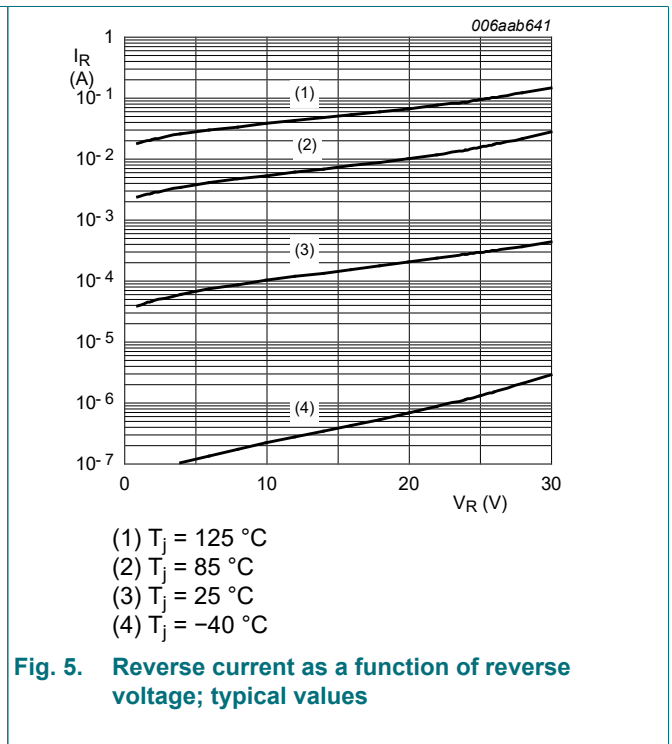 006aab641
1
I_R
(A)
10-1
(1)
(2)
10-2
10-3
(3)
10-4
10-5
10-6
(4)
10-7
0
10
20
30
V_R (V)
(1) T_j = 125 °C
(2) T_j = 85 °C
(3) T_j = 25 °C
(4) T_j = −40 °C
Fig. 5. Reverse current as a function of reverse
voltage; typical values